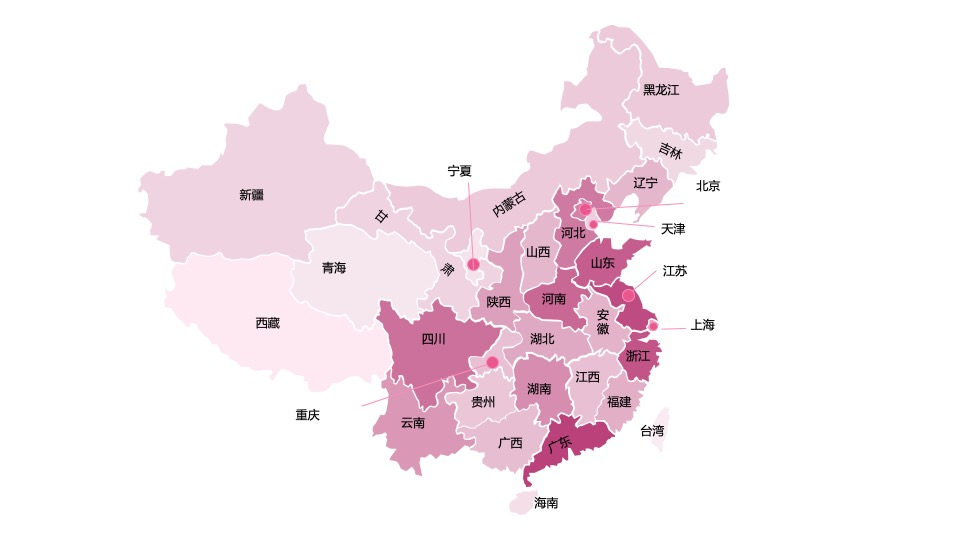 黑龙江
吉林
宁夏
辽宁
北京
新疆
内蒙古
甘
天津
河北
山西
青海
肃
山东
江苏
陕西
河南
西藏
安
徽
上海
四川
湖北
浙江
江西
湖南
贵州
福建
重庆
云南
台湾
广西
广东
海南